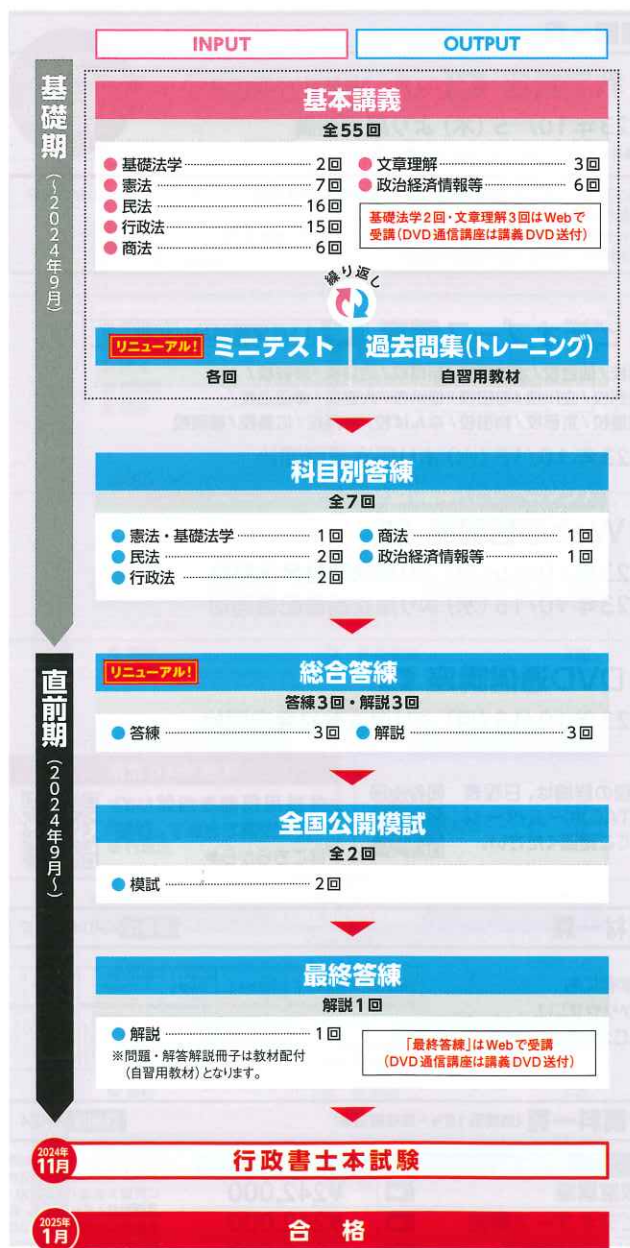 INPUT
OUTPUT
基礎期(~2024年9月)
基本講義
全55回
● 基礎法学 2回
● 憲法 7回
● 民法 16回
● 行政法 15回
● 商法 6回
● 文章理解 3回
● 政治経済情報等 6回
基礎法学2回・文章理解3回はWebで
受講(DVD通信講座は講義DVD送付)
繰り返し
リニューアル! ミニテスト
各回
過去問集(トレーニング)
自習用教材
科目別答練
全7回
● 憲法・基礎法学 1回
● 民法 2回
● 行政法 2回
● 商法 1回
● 政治経済情報等 1回
直前期(2024年9月~)
リニューアル! 総合答練
答練3回・解説3回
● 答練 3回
● 解説 3回
全国公開模試
全2回
● 模試 2回
最終答練
解説1回
● 解説 1回
※問題・解答解説冊子は教材配付
(自習用教材)となります。
「最終答練」はWebで受講
(DVD通信講座は講義DVD送付)
2024年
11月
行政書士本試験
2025年
1月
合格